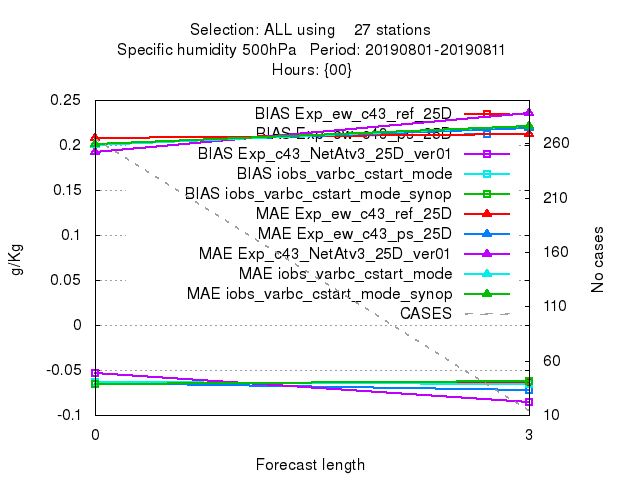 Selection: ALL using 27 stations
Specific humidity 500hPa Period: 20190801-20190811
Hours: {00}
0.25
0.2
0.15
0.1
0.05
0
-0.05
-0.1
g/Kg
BIAS Exp_ew_c43_ref_25D
BIAS Exp_ew_c43_ps_25D
BIAS Exp_c43_NetAtv3_25D_ver01
BIAS iobs_varbc_cstart_mode
BIAS iobs_varbc_cstart_mode_synop
MAE Exp_ew_c43_ref_25D
MAE Exp_ew_c43_ps_25D
MAE Exp_c43_NetAtv3_25D_ver01
MAE iobs_varbc_cstart_mode
MAE iobs_varbc_cstart_mode_synop
CASES
260
210
160
110
60
10
No cases
0
3
Forecast length